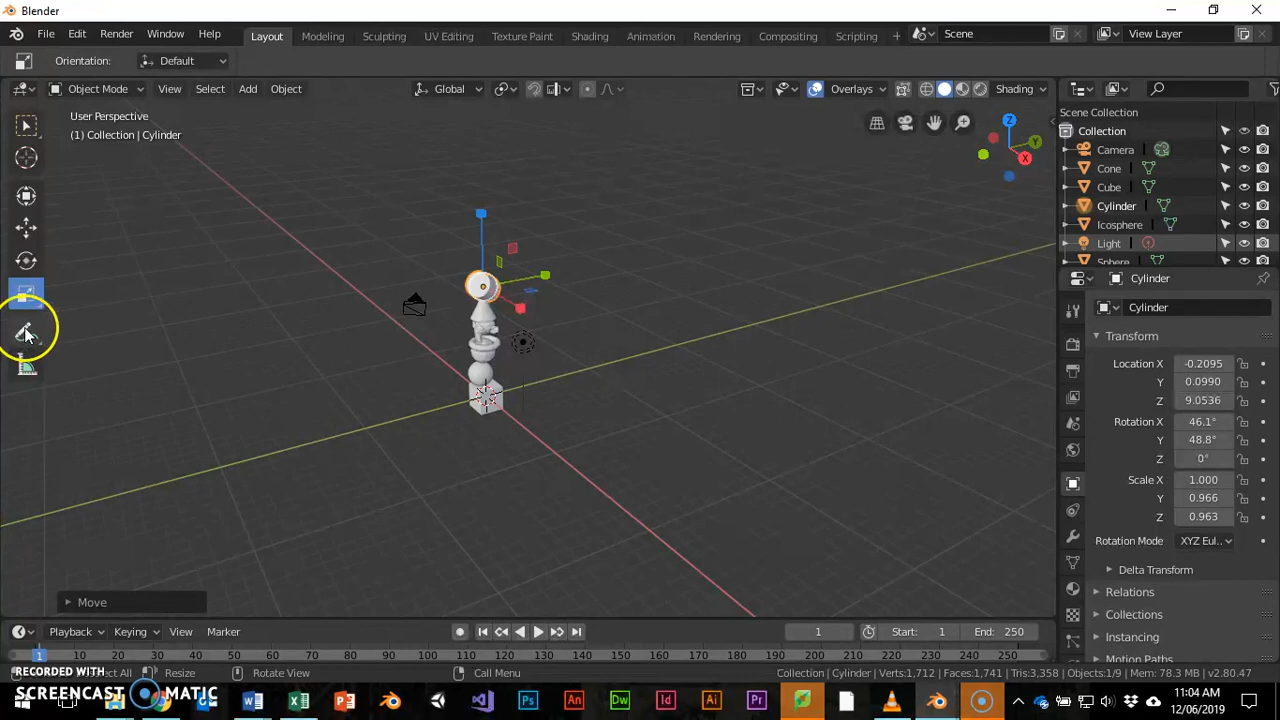 Blender
File Edit Render Window Help Layout Modeling Sculpting UV Editing Texture Paint Shading Animation Rendering Compositing Scripting + Scene View Layer
Orientation: Default
Object Mode View Select Add Object Global Overlays Shading
User Perspective
(1) Collection | Cylinder
Z
Y
X
Scene Collection
Collection
Camera
Cone
Cube
Cylinder
Icosphere
Light
Sphere
Cylinder
Cylinder
Transform
Location X -0.2095
Y 0.0990
Z 9.0536
Rotation X 46.1°
Y 48.8°
Z 0°
Scale X 1.000
Y 0.966
Z 0.963
Rotation Mode XYZ Eul..
Delta Transform
Relations
Collections
Instancing
Motion Paths
Move
Playback Keying View Marker 1 Start: 1 End: 250
1 10 20 30 40 50 60 70 80 90 100 110 120 130 140 150 160 170 180 190 200 210 220 230 240 250
Resize Rotate View Call Menu Collection | Cylinder | Verts:1,712 | Faces:1,741 | Tris:3,358 | Objects:1/9 | Mem: 78.3 MB | v2.80.47
RECORDED WITH
SCREENCAST MATIC
Ps An Dw Id Ai Pr
11:04 AM
12/06/2019